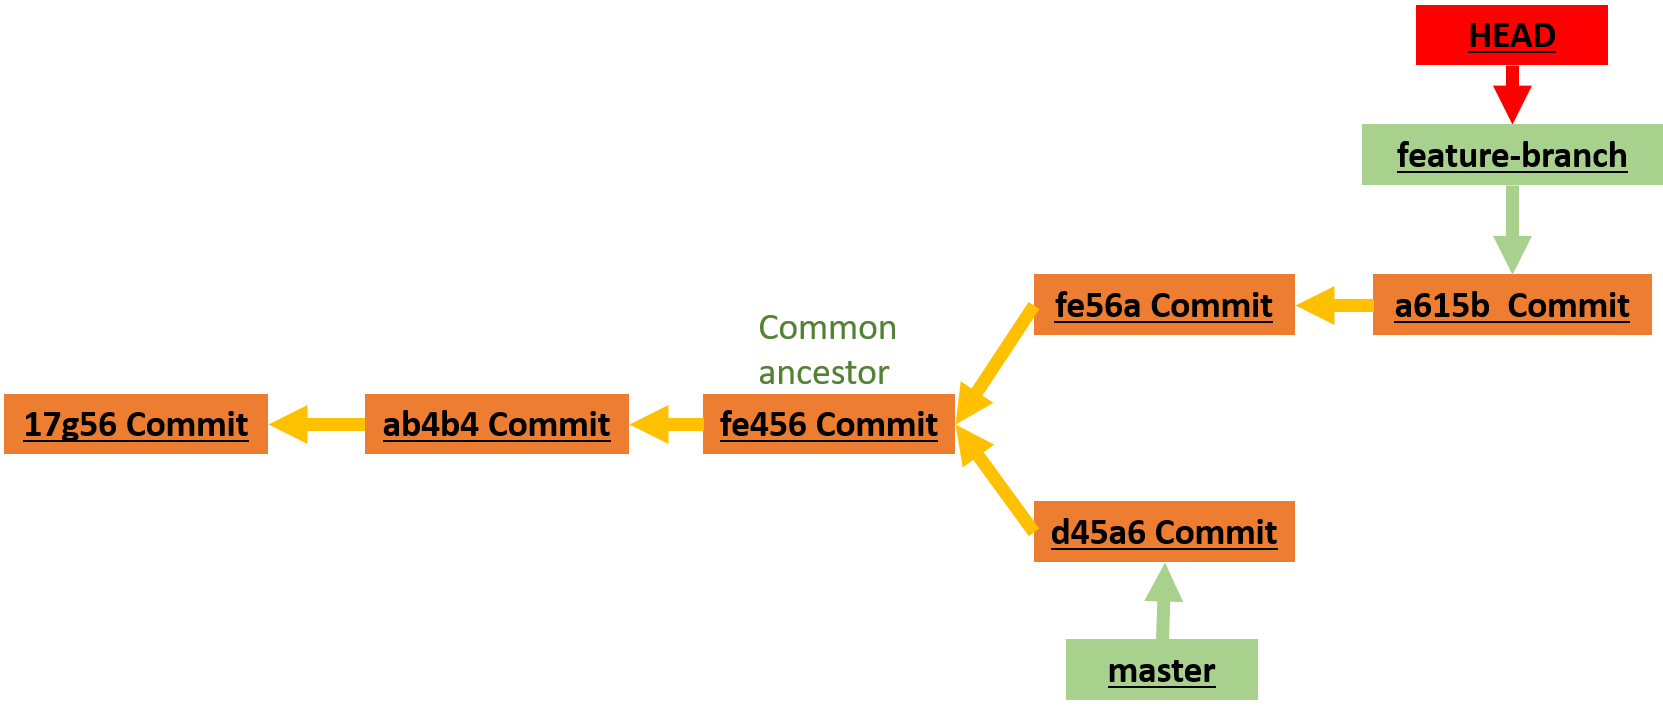 HEAD
feature-branch
fe56a Commit
a615b  Commit
Common
ancestor
17g56 Commit
ab4b4 Commit
fe456 Commit
d45a6 Commit
master